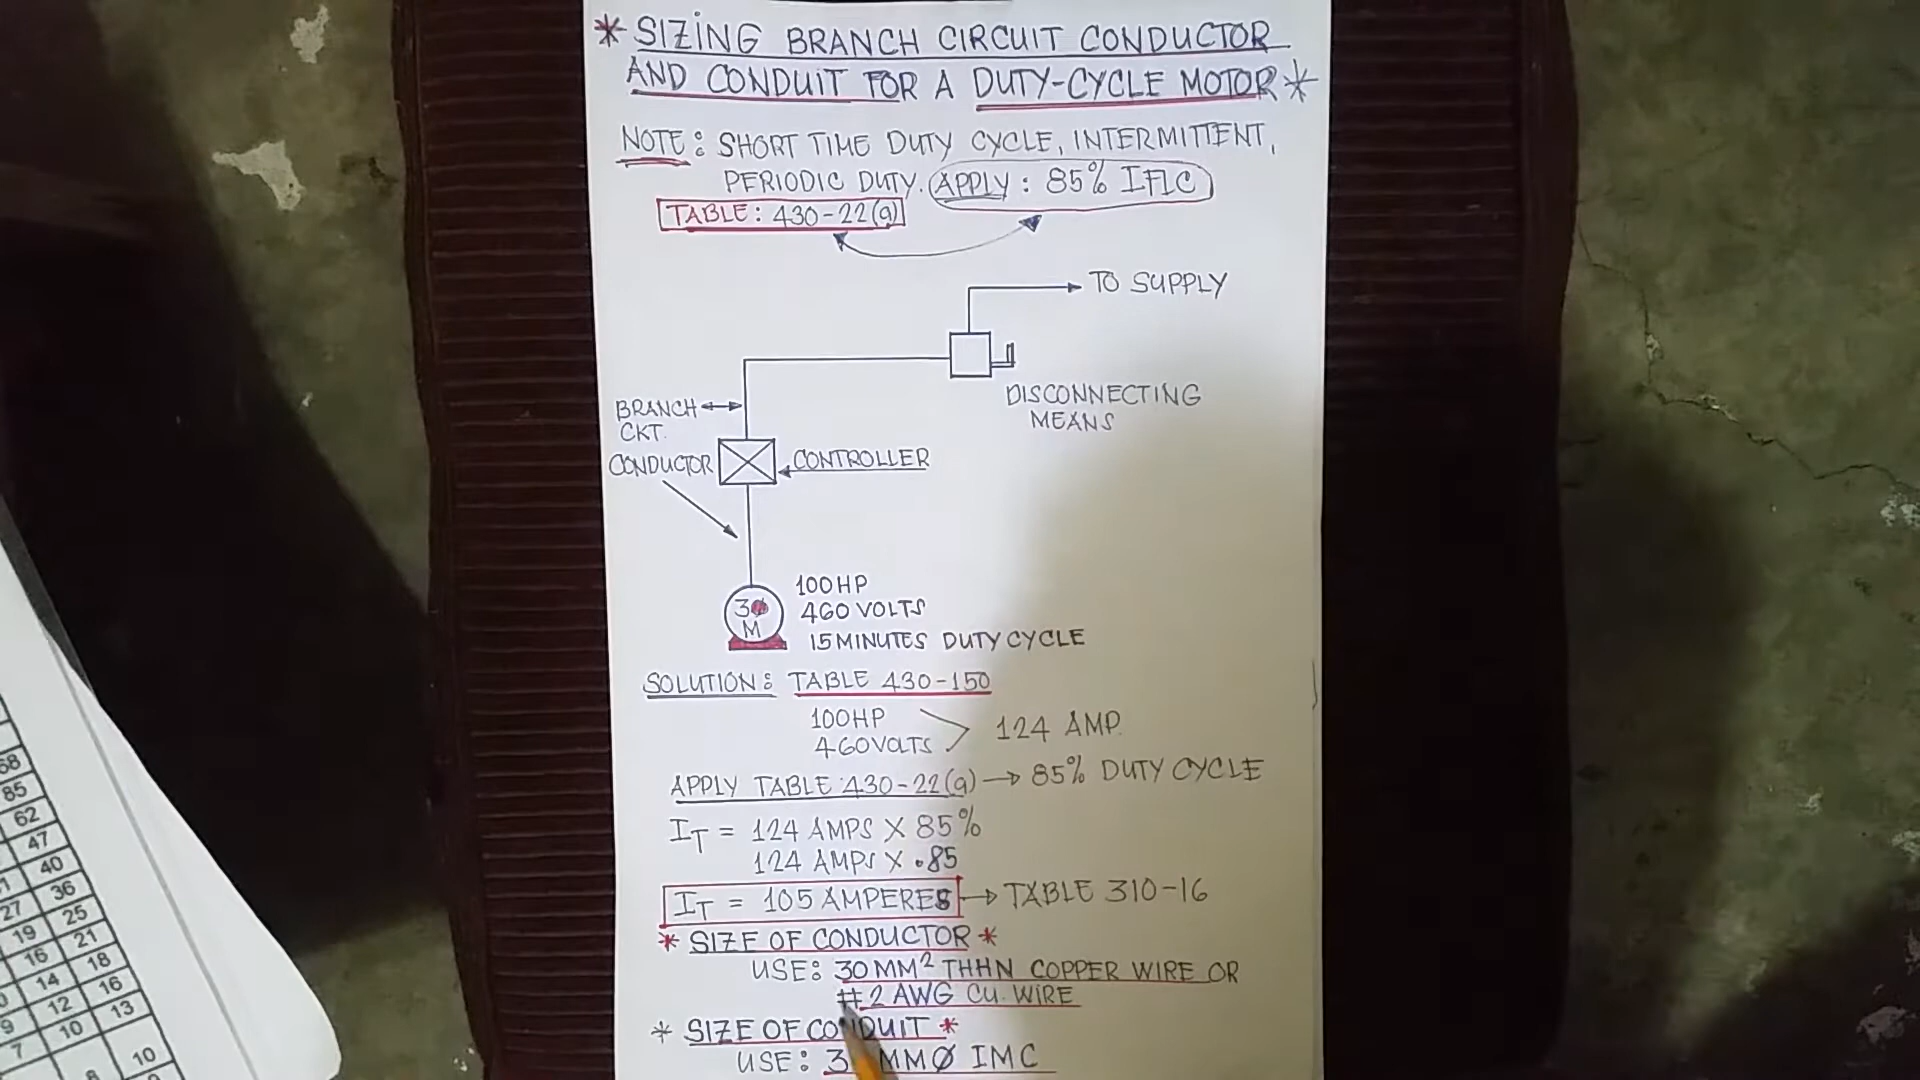 *SIZING BRANCH CIRCUIT CONDUCTOR
AND CONDUIT FOR A DUTY-CYCLE MOTOR*
NOTE: SHORT TIME DUTY CYCLE, INTERMITTENT,
PERIODIC DUTY. APPLY: 85% IFLC
TABLE: 430-22(a)
TO SUPPLY
DISCONNECTING
MEANS
BRANCH
CKT.
CONDUCTOR
CONTROLLER
3Ø
M
100HP
460 VOLTS
15 MINUTES DUTY CYCLE
SOLUTION: TABLE 430-150
100HP
460VOLTS
124 AMP.
APPLY TABLE 430-22(a) → 85% DUTY CYCLE
IT = 124 AMPS X 85%
124 AMPS X .85
IT = 105 AMPERES → TABLE 310-16
* SIZE OF CONDUCTOR *
USE: 30MM² THHN COPPER WIRE OR
#2 AWG CU. WIRE
* SIZE OF CONDUIT *
USE: MMØ IMC
68
85
62
47
40
36
27 25
19 21
16 18
14 16
12 13
9 10
7
10
8
9